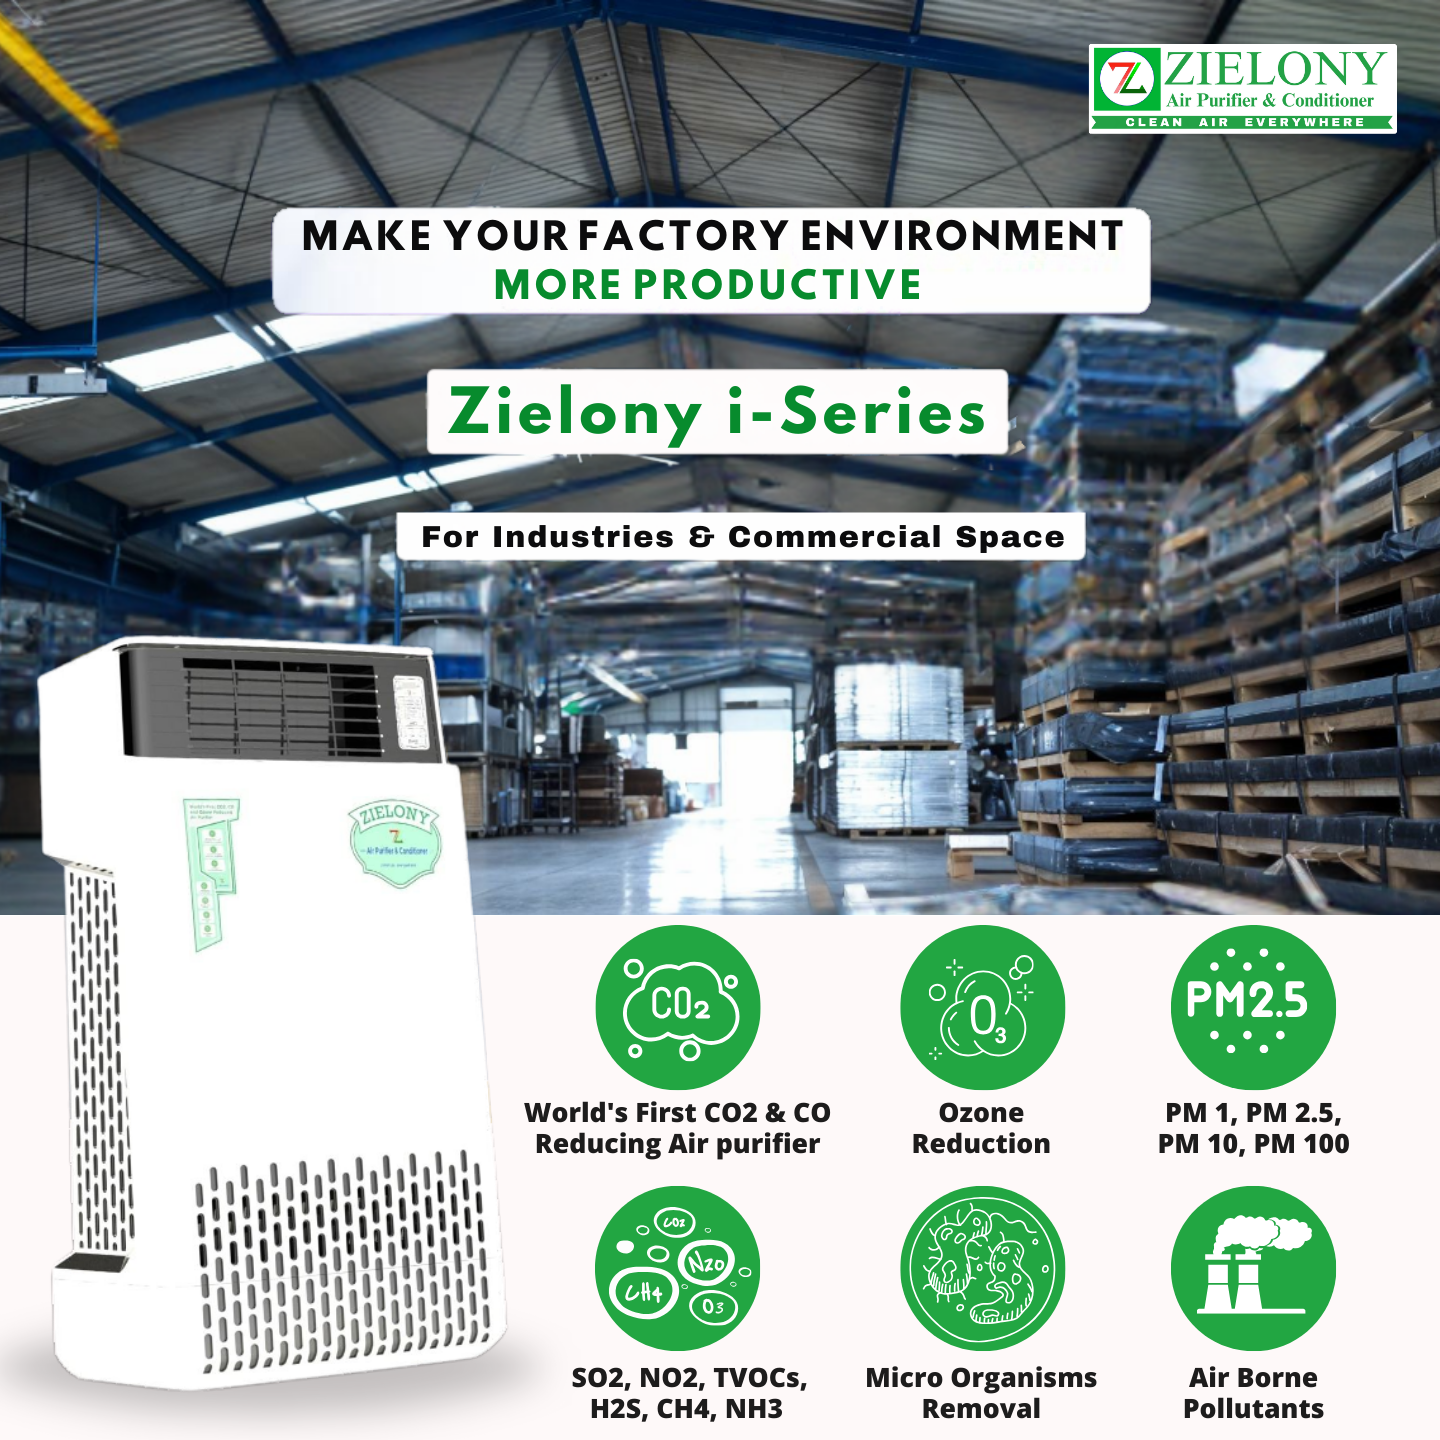 ZIELONY
Air Purifier & Conditioner
CLEAN AIR EVERYWHERE
MAKE YOUR FACTORY ENVIRONMENT
MORE PRODUCTIVE
Zielony i-Series
For Industries & Commercial Space
ZIELONY
Air Purifier & Conditioner
CO2
O3
PM2.5
World's First CO2 & CO
Reducing Air purifier
Ozone
Reduction
PM 1, PM 2.5,
PM 10, PM 100
CO2
N2O
CH4
O3
SO2, NO2, TVOCs,
H2S, CH4, NH3
Micro Organisms
Removal
Air Borne
Pollutants